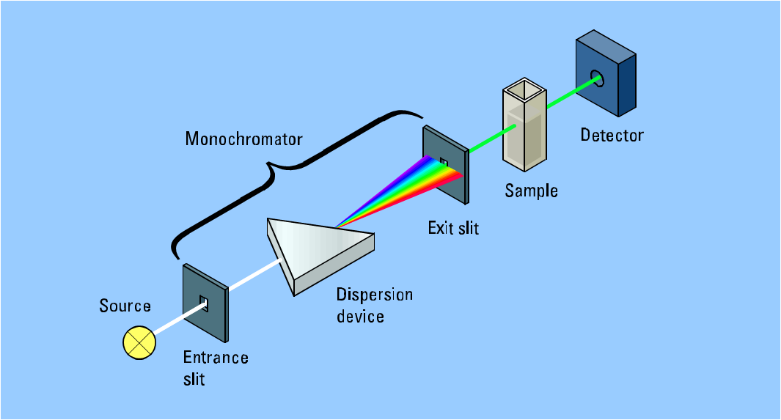 Monochromator
Detector
Sample
Exit slit
Dispersion
device
Source
Entrance
slit